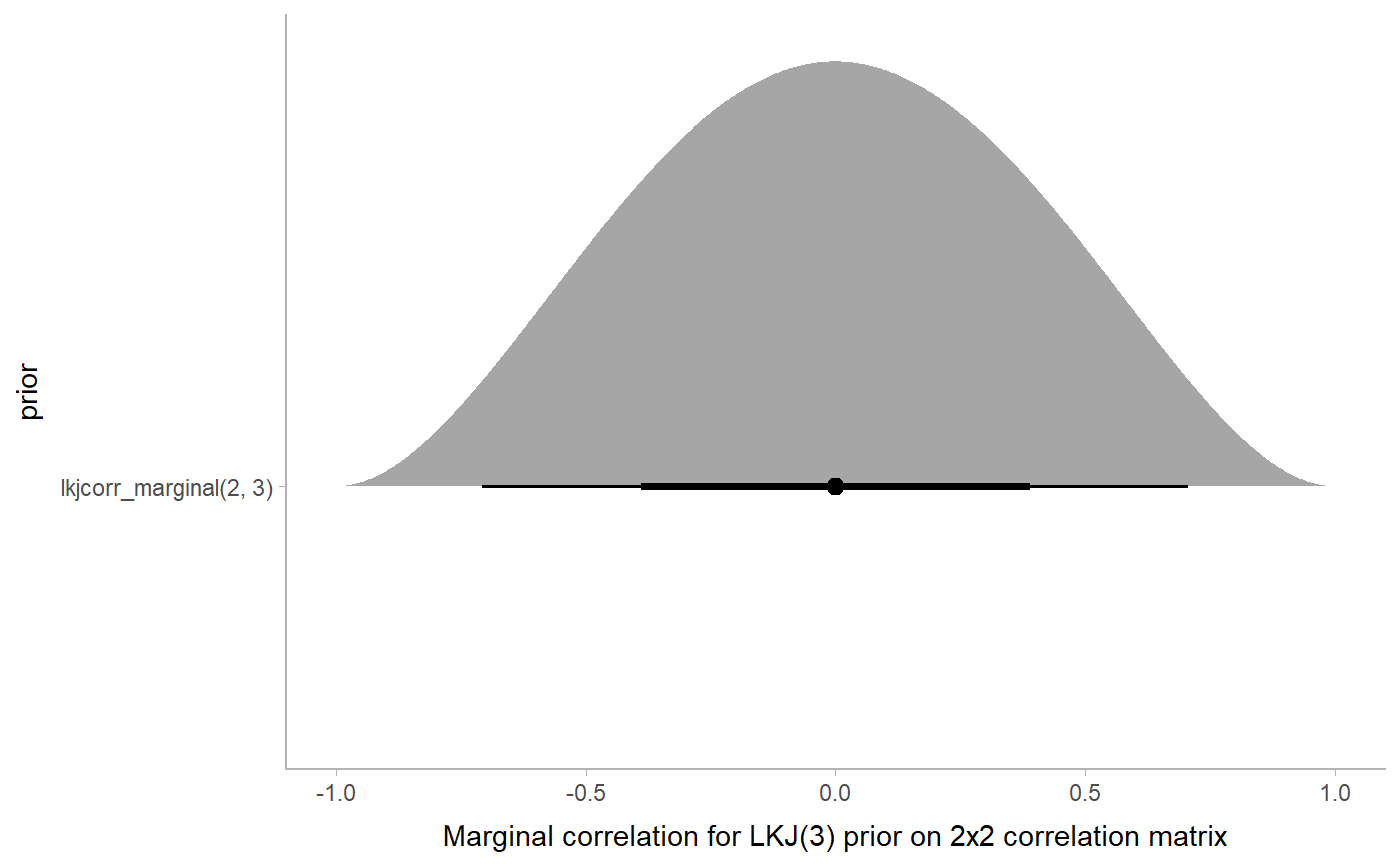 prior
lkjcorr_marginal(2, 3)
-1.0 -0.5 0.0 0.5 1.0
Marginal correlation for LKJ(3) prior on 2x2 correlation matrix